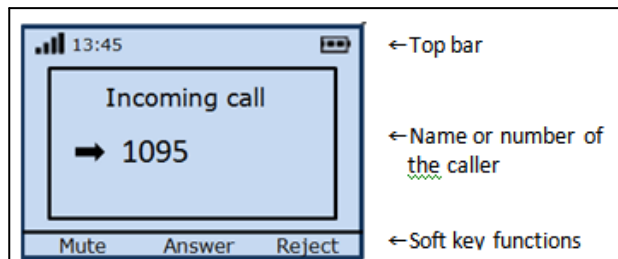 13:45
←Top bar
Incoming call
➡ 1095
←Name or number of
the caller
Mute Answer Reject
←Soft key functions